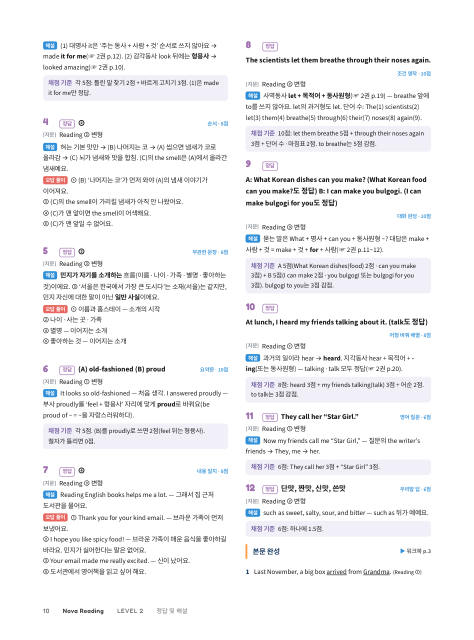 해설 (1) 대명사 it은 '주는 동사 + 사람 + 것' 순서로 쓰지 않아요 →
made it for me(☞ 2권 p.12). (2) 감각동사 look 뒤에는 형용사 →
looked amazing(☞ 2권 p.10).
채점 기준 각 5점: 틀린 말 찾기 2점 + 바르게 고치기 3점. (1)은 made
it for me만 정답.
4 정답
순서 · 8점
[지문] Reading ② 변형
해설 허는 기본 맛만 → (B) 나머지는 코 → (A) 씹으면 냄새가 코로
올라감 → (C) 뇌가 냄새와 맛을 합침. (C)의 the smell은 (A)에서 올라간
냄새예요.
오답 풀이 ① (B) '나머지는 코'가 먼저 와야 (A)의 냄새 이야기가
이어져요.
② (C)의 the smell이 가리킬 냄새가 아직 안 나왔어요.
④ (C)가 맨 앞이면 the smell이 어색해요.
⑤ (C)가 맨 앞일 수 없어요.
5 정답
무관한 문장 · 6점
[지문] Reading ① 변형
해설 민지가 자기를 소개하는 흐름(이름 · 나이 · 가족 · 별명 · 좋아하는
것)이에요. ③ '서울은 한국에서 가장 큰 도시다'는 소재(서울)는 같지만,
민지 자신에 대한 말이 아닌 일반 사실이에요.
오답 풀이 ① 이름과 홈스테이 — 소개의 시작
② 나이 · 사는 곳 · 가족
④ 별명 — 이어지는 소개
⑤ 좋아하는 것 — 이어지는 소개
6 정답 (A) old-fashioned (B) proud
요약문 · 10점
[지문] Reading ① 변형
해설 It looks so old-fashioned — 처음 생각. I answered proudly —
부사 proudly를 'feel + 형용사' 자리에 맞게 proud로 바꿔요(be
proud of ~ = ~을 자랑스러워하다).
채점 기준 각 5점. (B)를 proudly로 쓰면 2점(feel 뒤는 형용사).
철자가 틀리면 0점.
7 정답
내용 일치 · 6점
[지문] Reading ① 변형
해설 Reading English books helps me a lot. — 그래서 집 근처
도서관을 물어요.
오답 풀이 ① Thank you for your kind email. — 브라운 가족이 먼저
보냈어요.
② I hope you like spicy food! — 브라운 가족이 매운 음식을 좋아하길
바라요. 민지가 싫어한다는 말은 없어요.
③ Your email made me really excited. — 신이 났어요.
⑤ 도서관에서 영어책을 읽고 싶어 해요.
8 정답
The scientists let them breathe through their noses again.
조건 영작 · 10점
[지문] Reading ② 변형
해설 사역동사 let + 목적어 + 동사원형(☞ 2권 p.19) — breathe 앞에
to를 쓰지 않아요. let의 과거형도 let. 단어 수: The(1) scientists(2)
let(3) them(4) breathe(5) through(6) their(7) noses(8) again(9).
채점 기준 10점: let them breathe 5점 + through their noses again
3점 + 단어 수 · 마침표 2점. to breathe는 5점 감점.
9 정답
A: What Korean dishes can you make? (What Korean food
can you make?도 정답) B: I can make you bulgogi. (I can
make bulgogi for you도 정답)
대화 완성 · 10점
[지문] Reading ① 변형
해설 묻는 말은 What + 명사 + can you + 동사원형 ~? 대답은 make +
사람 + 것 = make + 것 + for + 사람(☞ 2권 p.11~12).
채점 기준 A 5점(What Korean dishes(food) 2점 · can you make
3점) + B 5점(I can make 2점 · you bulgogi 또는 bulgogi for you
3점). bulgogi to you는 3점 감점.
10 정답
At lunch, I heard my friends talking about it. (talk도 정답)
어형 바꿔 배열 · 8점
[지문] Reading ① 변형
해설 과거의 일이라 hear → heard. 지각동사 hear + 목적어 + -
ing(또는 동사원형) — talking · talk 모두 정답(☞ 2권 p.20).
채점 기준 8점: heard 3점 + my friends talking(talk) 3점 + 어순 2점.
to talk는 3점 감점.
11 정답 They call her "Star Girl."
영어 질문 · 6점
[지문] Reading ① 변형
해설 Now my friends call me "Star Girl," — 질문의 the writer's
friends → They, me → her.
채점 기준 6점: They call her 3점 + "Star Girl" 3점.
12 정답 단맛, 짠맛, 신맛, 쓴맛
우리말 답 · 6점
[지문] Reading ② 변형
해설 such as sweet, salty, sour, and bitter — such as 뒤가 예예요.
채점 기준 6점: 하나에 1.5점.
본문 완성 ▶ 워크북 p.3
1 Last November, a big box arrived from Grandma. (Reading ①)
10 Nova Reading LEVEL 2 정답 및 해설